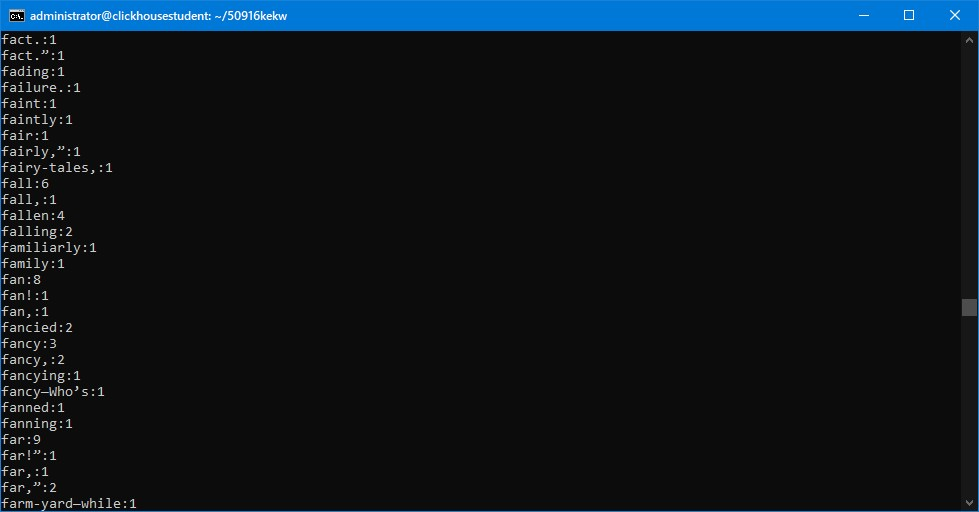 administrator@clickhousestudent: ~/50916kekw
fact.:1
fact.”:1
fading:1
failure.:1
faint:1
faintly:1
fair:1
fairly,”:1
fairy-tales,:1
fall:6
fall,:1
fallen:4
falling:2
familiarly:1
family:1
fan:8
fan!:1
fan,:1
fancied:2
fancy:3
fancy,:2
fancying:1
fancy—Who’s:1
fanned:1
fanning:1
far:9
far!”:1
far,:1
far,”:2
farm-yard—while:1